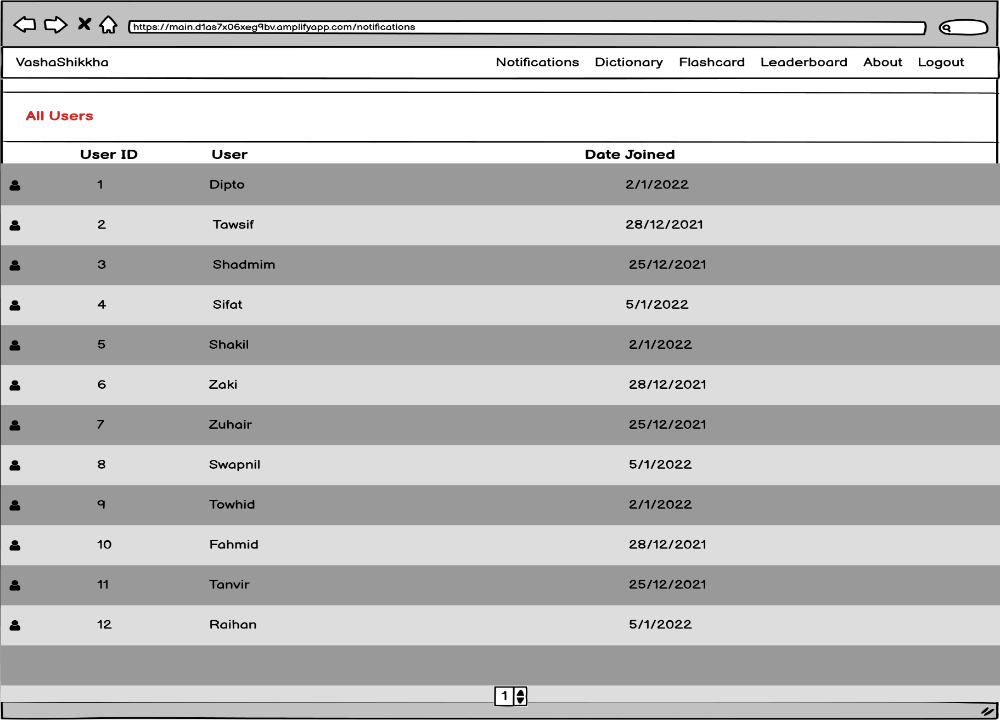 https://main.d1as7x06xeg9bv.amplifyapp.com/notifications
VashaShikkha Notifications Dictionary Flashcard Leaderboard About Logout
All Users
User ID User Date Joined
1 Dipto 2/1/2022
2 Tawsif 28/12/2021
3 Shadmim 25/12/2021
4 Sifat 5/1/2022
5 Shakil 2/1/2022
6 Zaki 28/12/2021
7 Zuhair 25/12/2021
8 Swapnil 5/1/2022
9 Towhid 2/1/2022
10 Fahmid 28/12/2021
11 Tanvir 25/12/2021
12 Raihan 5/1/2022
1